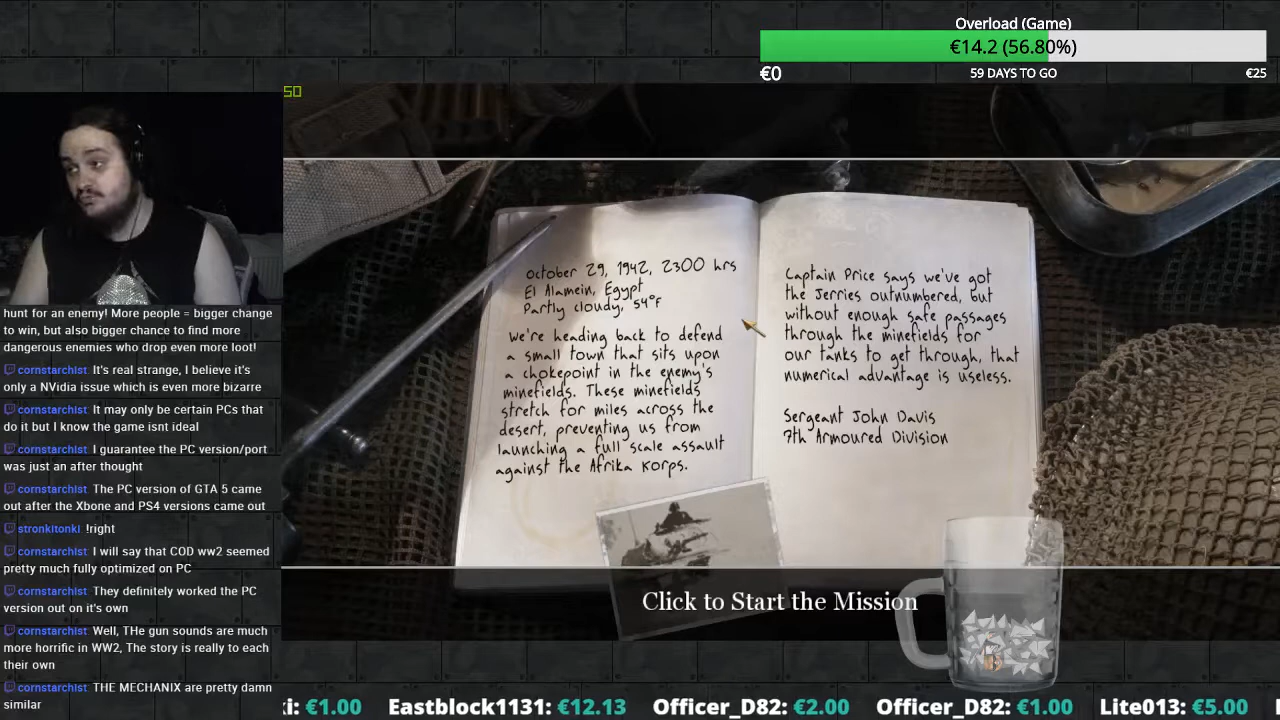 Overload (Game)
€14.2 (56.80%)
€0
59 DAYS TO GO
€25
50
hunt for an enemy! More people = bigger change
to win, but also bigger chance to find more
dangerous enemies who drop even more loot!
cornstarchist It's real strange, I believe it's
only a NVidia issue which is even more bizarre
cornstarchist It may only be certain PCs that
do it but I know the game isnt ideal
cornstarchist I guarantee the PC version/port
was just an after thought
cornstarchist The PC version of GTA 5 came
out after the Xbone and PS4 versions came out
stronkitonki !right
cornstarchist I will say that COD ww2 seemed
pretty much fully optimized on PC
cornstarchist They definitely worked the PC
version out on it's own
cornstarchist Well, THe gun sounds are much
more horrific in WW2, The story is really to each
their own
cornstarchist THE MECHANIX are pretty damn
similar
October 29, 1942, 2300 hrs
El Alamein, Egypt
Partly cloudy, 54°F
We're heading back to defend
a small town that sits upon
a chokepoint in the enemy's
minefields. These minefields
stretch for miles across the
desert, preventing us from
launching a full scale assault
against the Afrika Korps.
Captain Price says we've got
the Jerries outnumbered, but
without enough safe passages
through the minefields for
our tanks to get through, that
numerical advantage is useless.
Sergeant John Davis
7th Armoured Division
Click to Start the Mission
ki: €1.00 Eastblock1131: €12.13 Officer_D82: €2.00 Officer_D82: €1.00 Lite013: €5.00